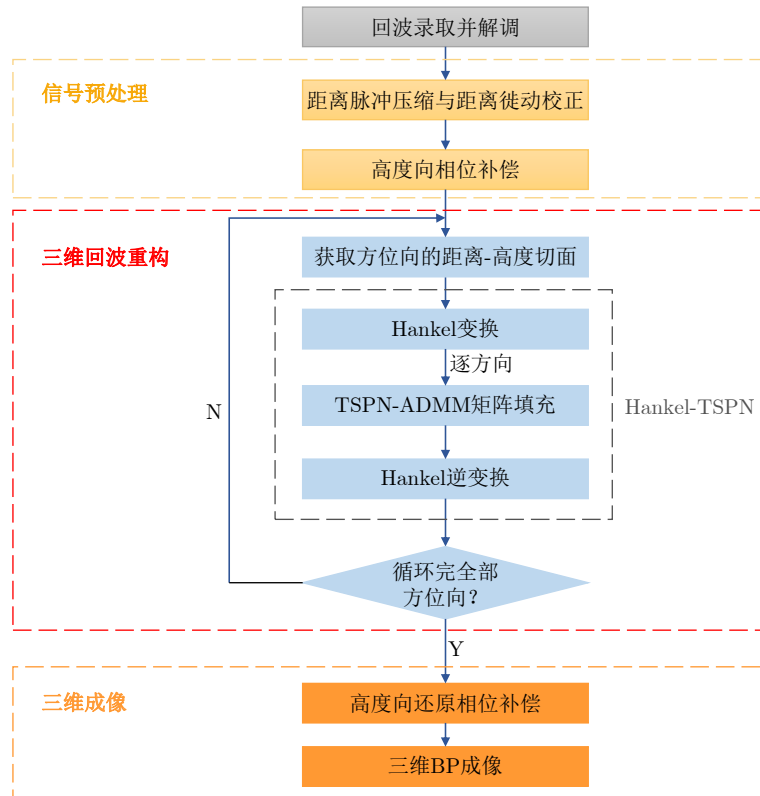 回波录取并解调
信号预处理
距离脉冲压缩与距离徙动校正
高度向相位补偿
三维回波重构
获取方位向的距离-高度切面
Hankel变换
逐方向
N
TSPN-ADMM矩阵填充
Hankel-TSPN
Hankel逆变换
循环完全部
方位向？
Y
三维成像
高度向还原相位补偿
三维BP成像